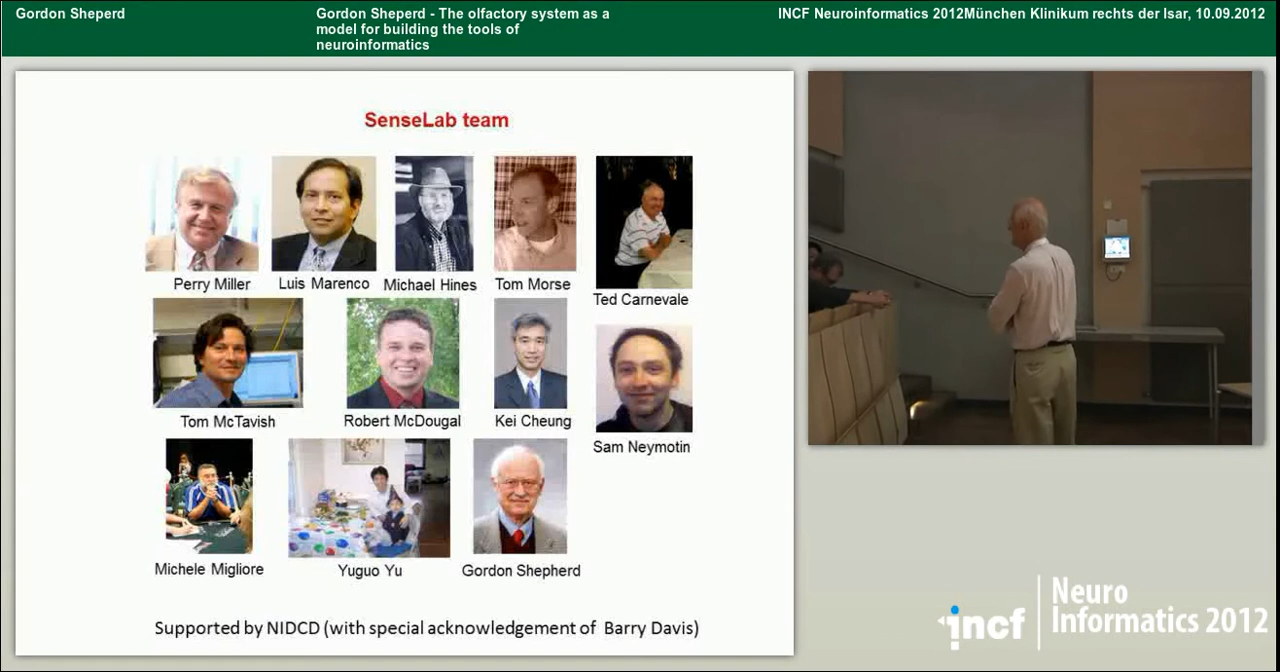 Gordon Sheperd
Gordon Sheperd - The olfactory system as a
model for building the tools of
neuroinformatics
INCF Neuroinformatics 2012München Klinikum rechts der Isar, 10.09.2012
SenseLab team
Perry Miller
Luis Marenco
Michael Hines
Tom Morse
Ted Carnevale
Tom McTavish
Robert McDougal
Kei Cheung
Sam Neymotin
Michele Migliore
Yuguo Yu
Gordon Shepherd
Supported by NIDCD (with special acknowledgement of Barry Davis)
incf
Neuro
Informatics 2012